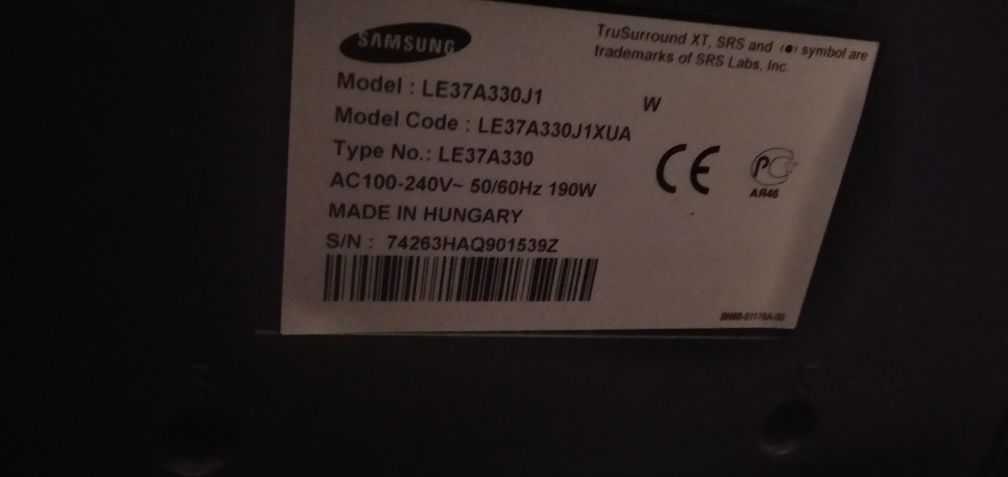 SAMSUNG
TruSurround XT, SRS and (●) symbol are
trademarks of SRS Labs, Inc.
Model : LE37A330J1
W
Model Code : LE37A330J1XUA
Type No.: LE37A330
AC100-240V~ 50/60Hz 190W
MADE IN HUNGARY
S/N : 74263HAQ901539Z
CE
PC